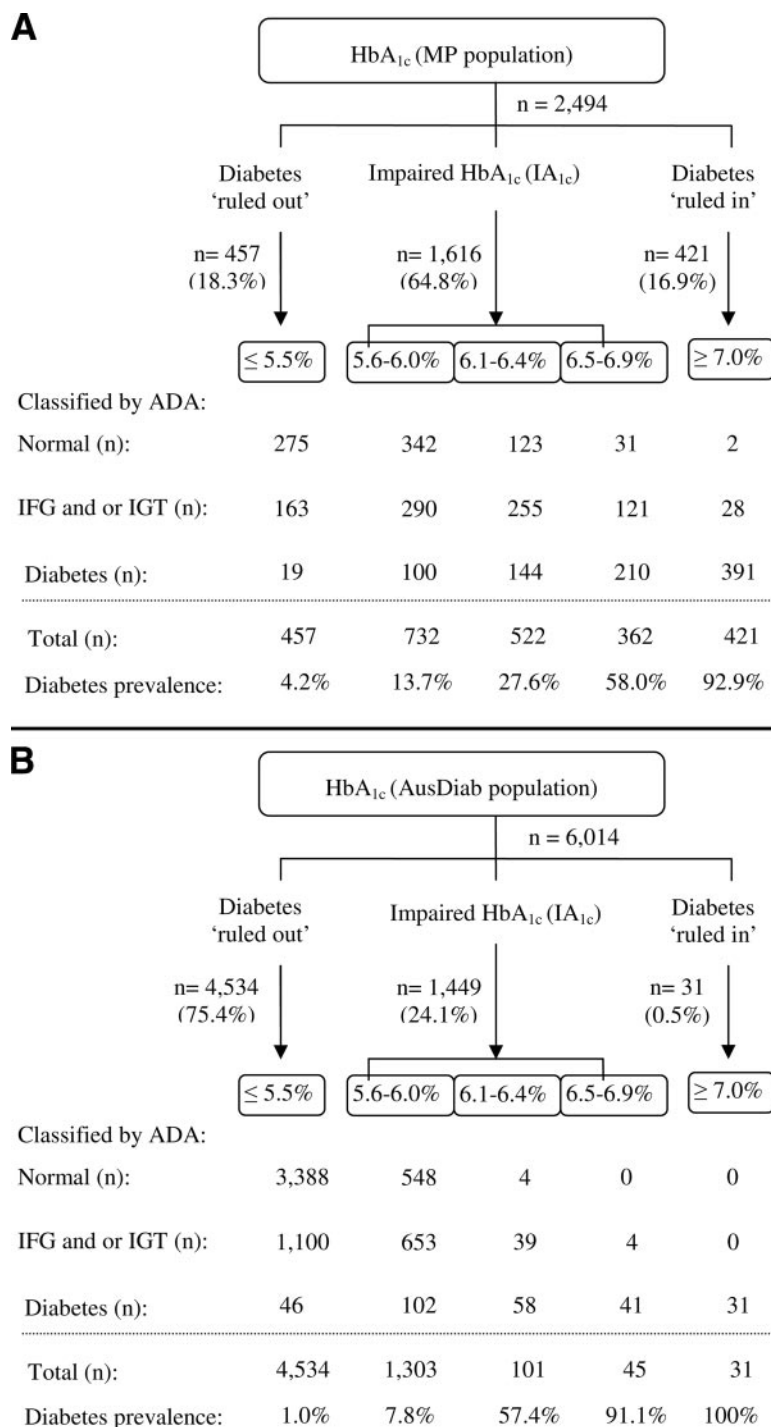 A
HbA1c (MP population)
n = 2,494
Diabetes Impaired HbA1c (IA1c) Diabetes
‘ruled out’ ‘ruled in’
n= 457 n= 1,616 n= 421
(18.3%) (64.8%) (16.9%)
≤ 5.5% 5.6-6.0% 6.1-6.4% 6.5-6.9% ≥ 7.0%
Classified by ADA:
Normal (n): 275 342 123 31 2
IFG and or IGT (n): 163 290 255 121 28
Diabetes (n): 19 100 144 210 391
Total (n): 457 732 522 362 421
Diabetes prevalence: 4.2% 13.7% 27.6% 58.0% 92.9%
B
HbA1c (AusDiab population)
n = 6,014
Diabetes Impaired HbA1c (IA1c) Diabetes
‘ruled out’ ‘ruled in’
n= 4,534 n= 1,449 n= 31
(75.4%) (24.1%) (0.5%)
≤ 5.5% 5.6-6.0% 6.1-6.4% 6.5-6.9% ≥ 7.0%
Classified by ADA:
Normal (n): 3,388 548 4 0 0
IFG and or IGT (n): 1,100 653 39 4 0
Diabetes (n): 46 102 58 41 31
Total (n): 4,534 1,303 101 45 31
Diabetes prevalence: 1.0% 7.8% 57.4% 91.1% 100%